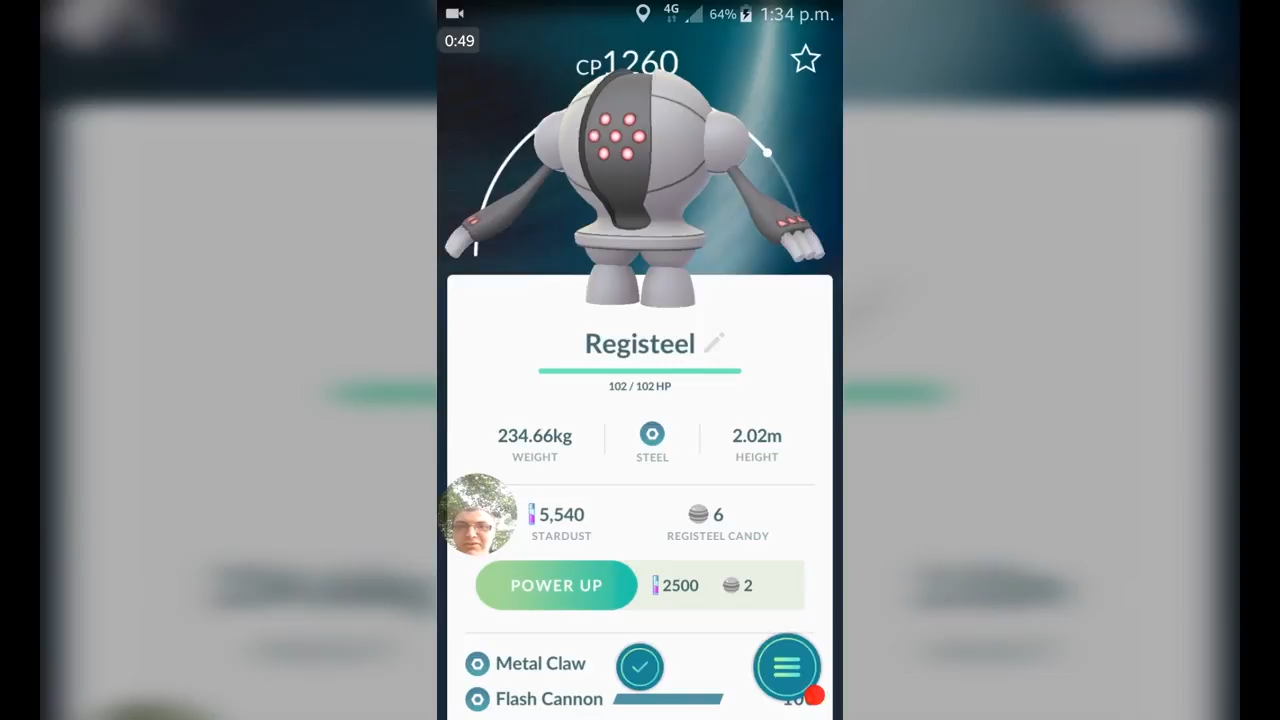 4G 64% 1:34 p.m.
0:49
CP1260
Registeel
102 / 102 HP
234.66kg 2.02m
WEIGHT STEEL HEIGHT
5,540 6
STARDUST REGISTEEL CANDY
POWER UP 2500 2
Metal Claw
Flash Cannon